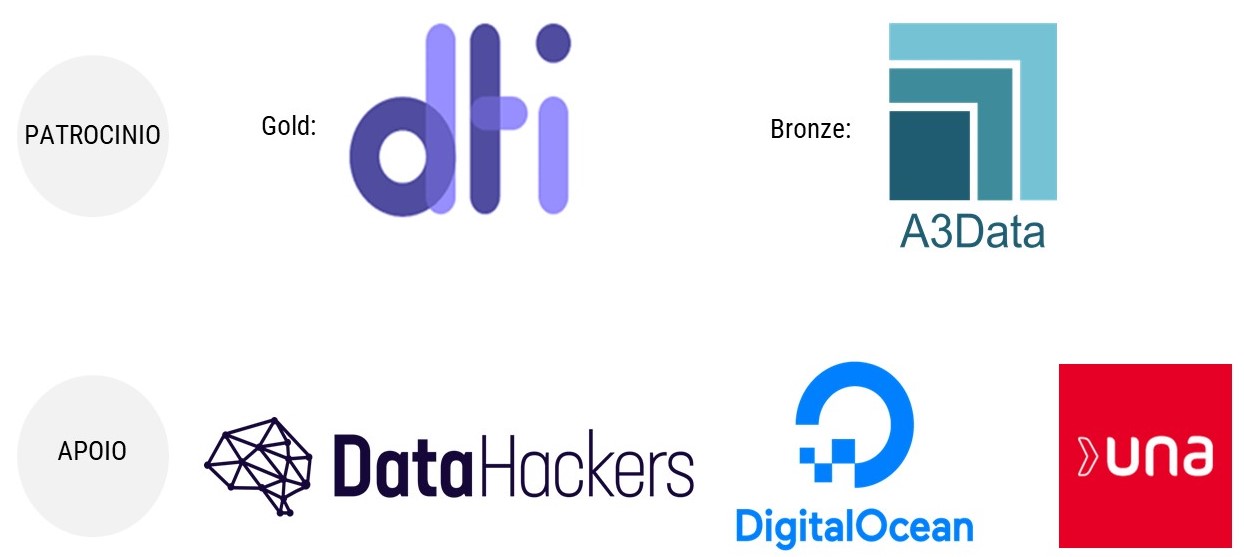 PATROCINIO
Gold:
dti
Bronze:
A3Data
APOIO
DataHackers
DigitalOcean
una